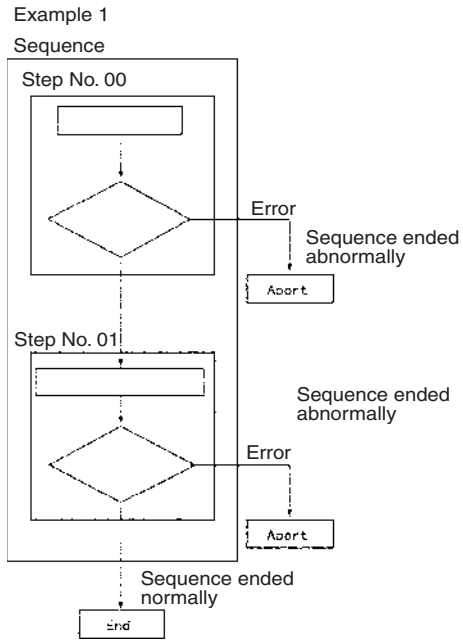 Example 1
Sequence
Step No. 00
Error
Sequence ended
abnormally
Abort
Step No. 01
Sequence ended
abnormally
Error
Abort
Sequence ended
normally
End